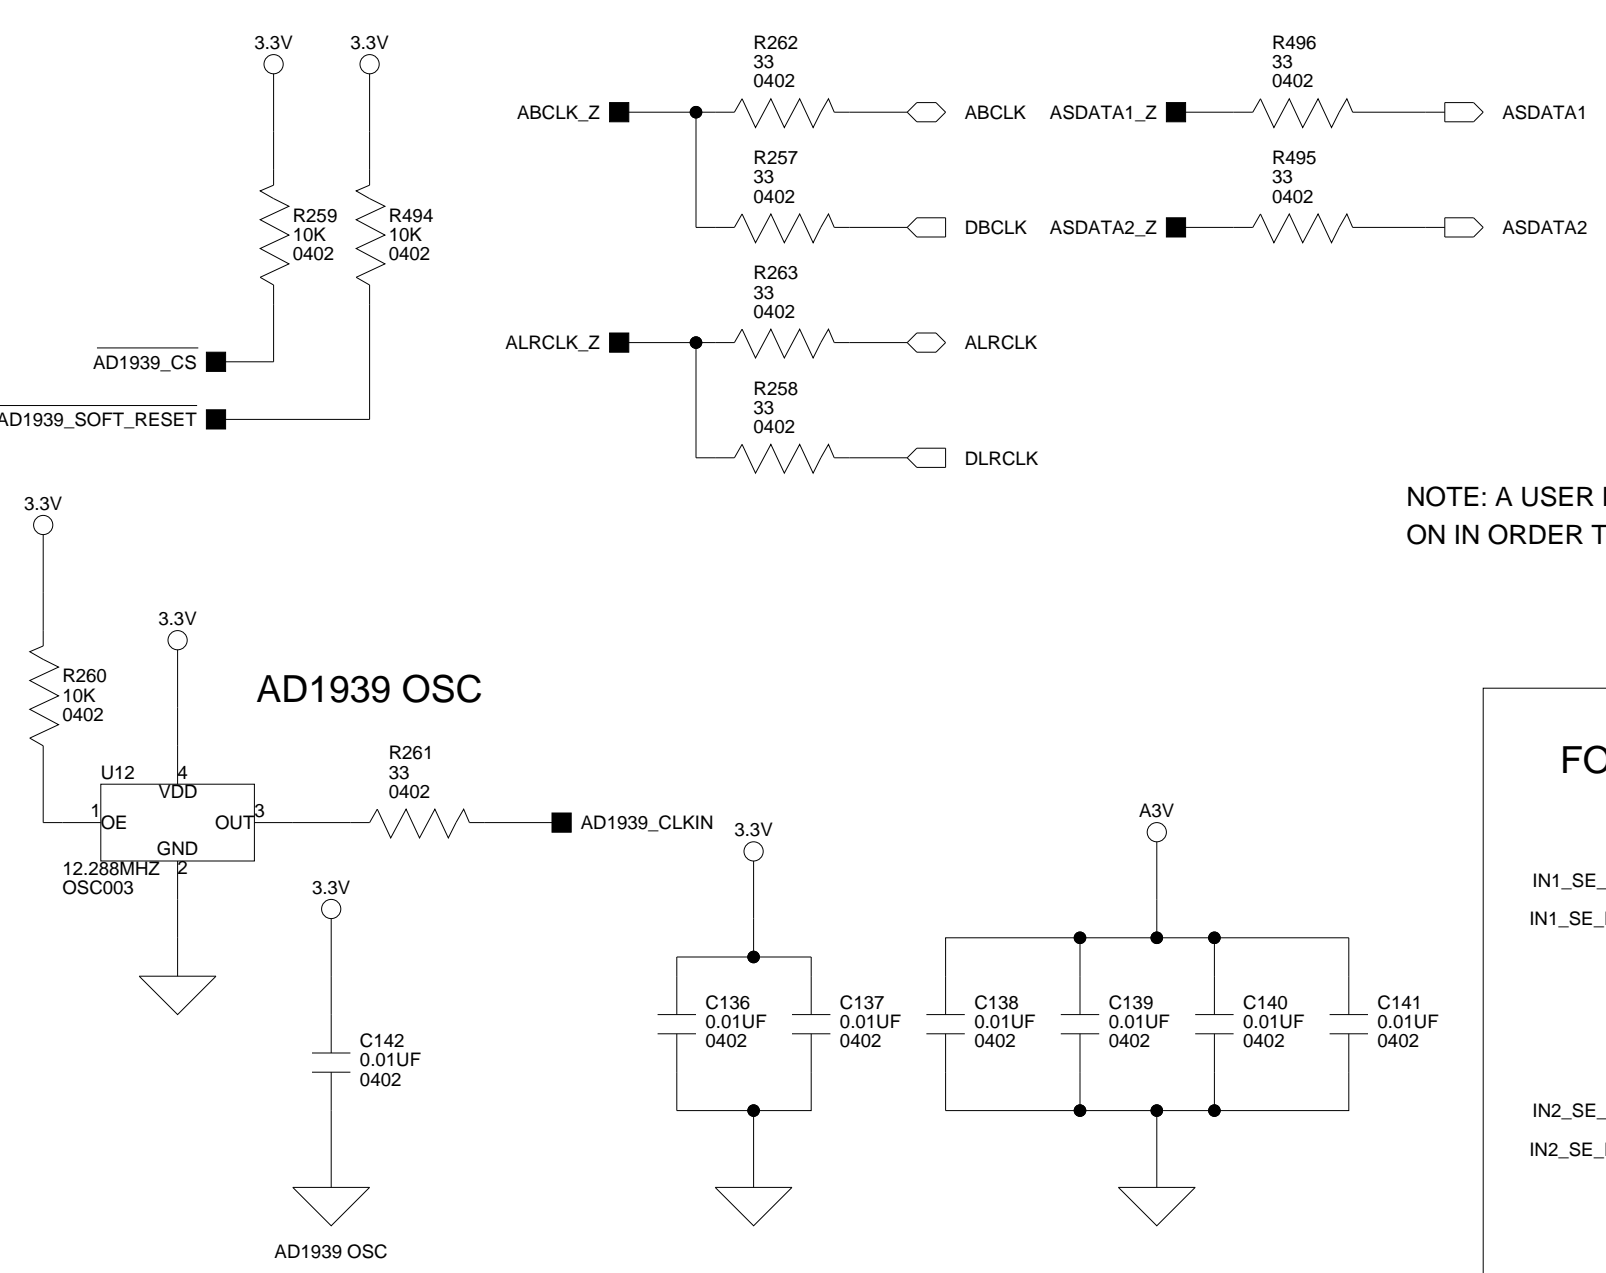 3.3V
3.3V
R259
10K
0402
R494
10K
0402
AD1939_CS
AD1939_SOFT_RESET
ABCLK_Z
R262
33
0402
ABCLK
R257
33
0402
DBCLK
ALRCLK_Z
R263
33
0402
ALRCLK
R258
33
0402
DLRCLK
ASDATA1_Z
R496
33
0402
ASDATA1
ASDATA2_Z
R495
33
0402
ASDATA2
NOTE: A USER
ON IN ORDER T
3.3V
R260
10K
0402
3.3V
AD1939 OSC
U12
4
VDD
1
OE
OUT
3
GND
2
12.288MHZ
OSC003
R261
33
0402
AD1939_CLKIN
3.3V
C142
0.01UF
0402
AD1939 OSC
3.3V
C136
0.01UF
0402
C137
0.01UF
0402
A3V
C138
0.01UF
0402
C139
0.01UF
0402
C140
0.01UF
0402
C141
0.01UF
0402
FO
IN1_SE_
IN1_SE_
IN2_SE_
IN2_SE_